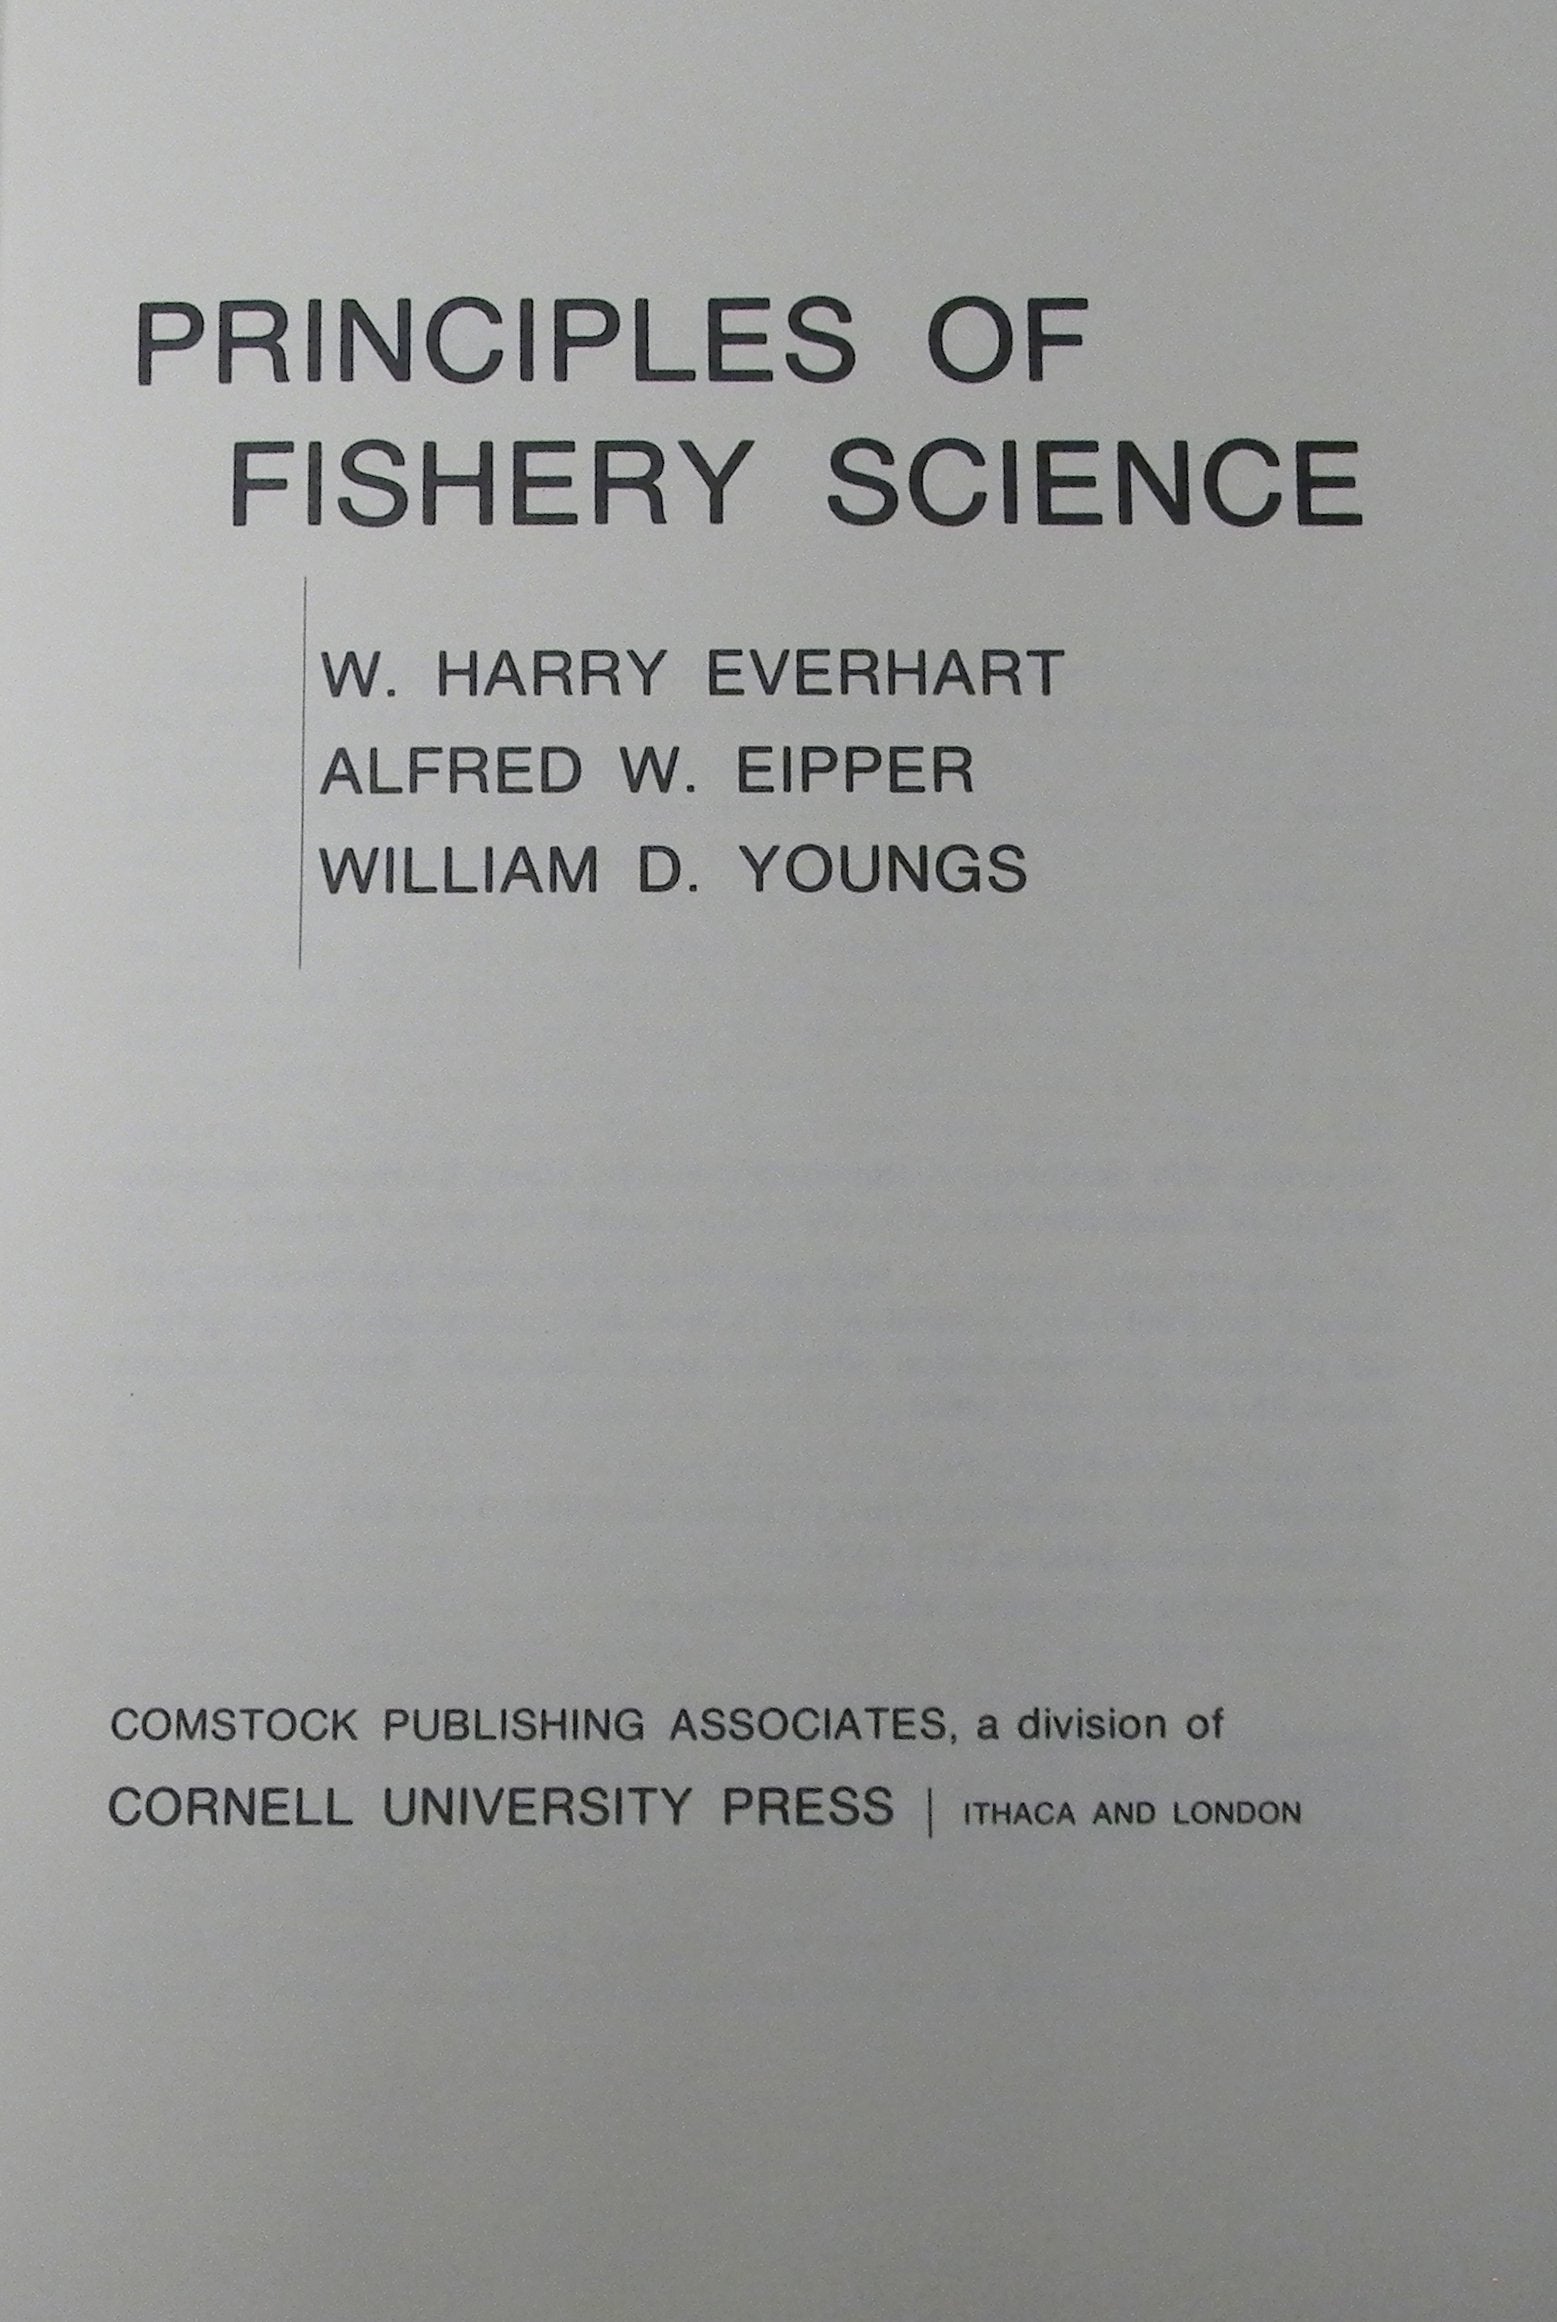 PRINCIPLES OF
FISHERY SCIENCE
W. HARRY EVERHART
ALFRED W. EIPPER
WILLIAM D. YOUNGS
COMSTOCK PUBLISHING ASSOCIATES, a division of
CORNELL UNIVERSITY PRESS | ITHACA AND LONDON